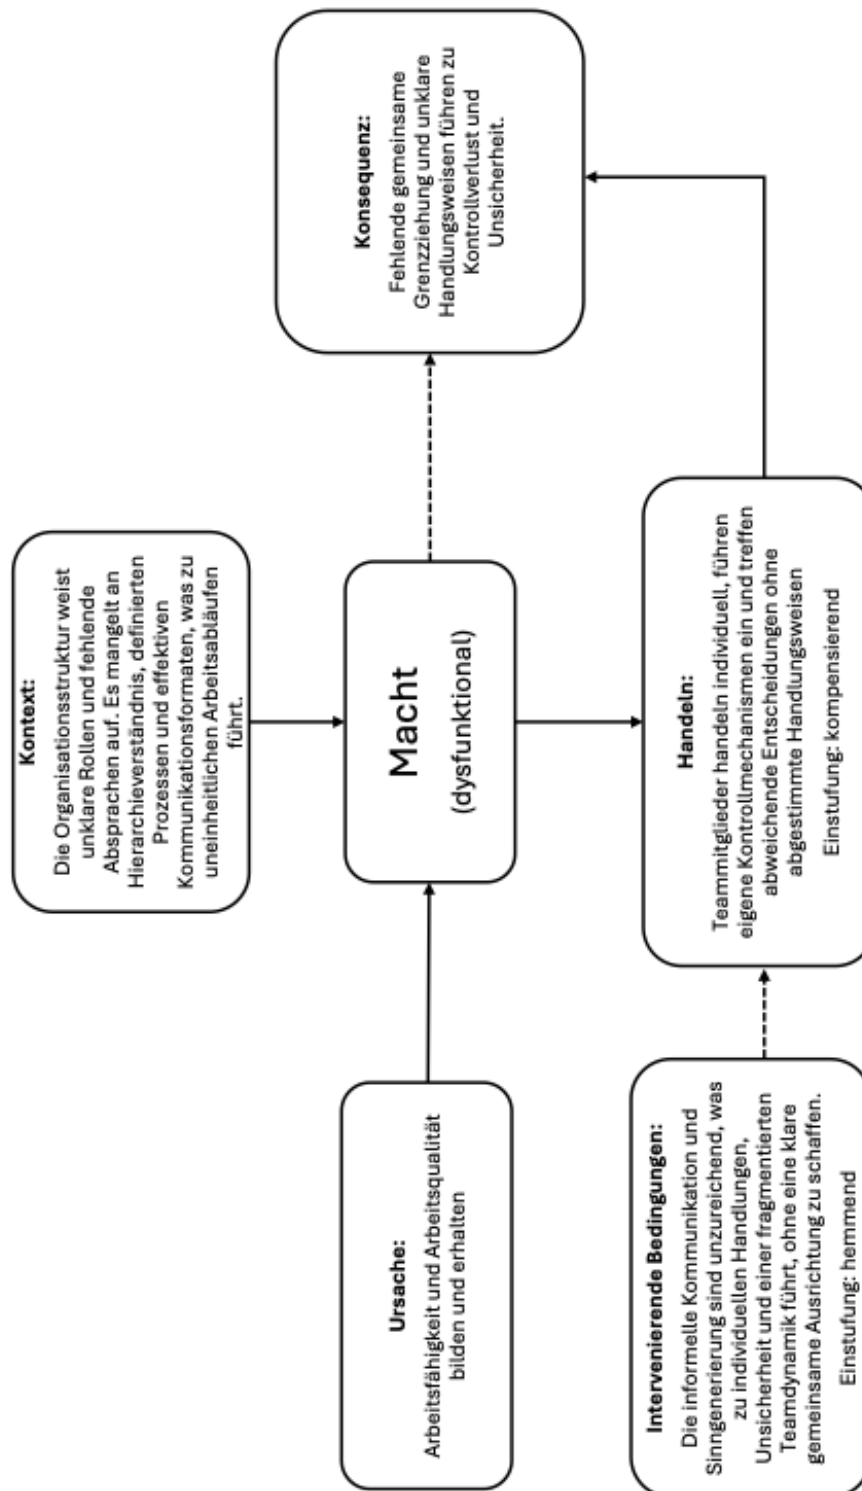 Kontext:
Die Organisationsstruktur weist
unklare Rollen und fehlende
Absprachen auf. Es mangelt an
Hierarchieverständnis, definierten
Prozessen und effektiven
Kommunikationsformaten, was zu
uneinheitlichen Arbeitsabläufen
führt.
Ursache:
Arbeitsfähigkeit und Arbeitsqualität
bilden und erhalten
Macht
(dysfunktional)
Konsequenz:
Fehlende gemeinsame
Grenzziehung und unklare
Handlungsweisen führen zu
Kontrollverlust und
Unsicherheit.
Intervenierende Bedingungen:
Die informelle Kommunikation und
Sinngenerierung sind unzureichend, was
zu individuellen Handlungen,
Unsicherheit und einer fragmentierten
Teamdynamik führt, ohne eine klare
gemeinsame Ausrichtung zu schaffen.
Einstufung: hemmend
Handeln:
Teammitglieder handeln individuell, führen
eigene Kontrollmechanismen ein und treffen
abweichende Entscheidungen ohne
abgestimmte Handlungsweisen
Einstufung: kompensierend